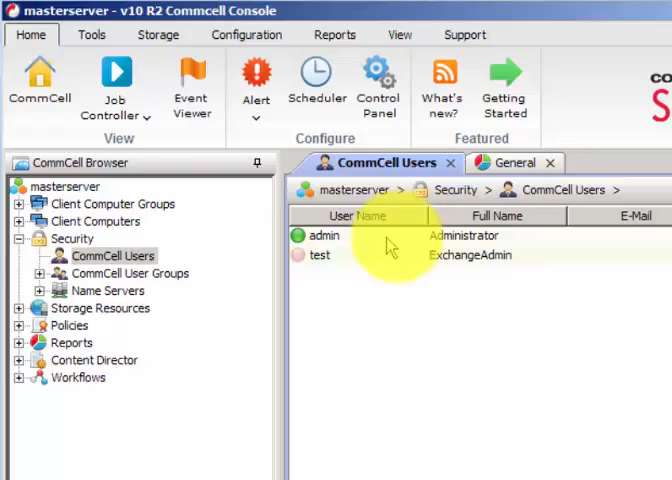 masterserver - v10 R2 Commcell Console
Home Tools Storage Configuration Reports View Support
CommCell Job Controller Event Viewer Alert Scheduler Control Panel What's new? Getting Started
View Configure Featured
co
S
CommCell Browser
masterserver
Client Computer Groups
Client Computers
Security
CommCell Users
CommCell User Groups
Name Servers
Storage Resources
Policies
Reports
Content Director
Workflows
CommCell Users General
masterserver > Security > CommCell Users >
User Name Full Name E-Mail
admin Administrator
test ExchangeAdmin